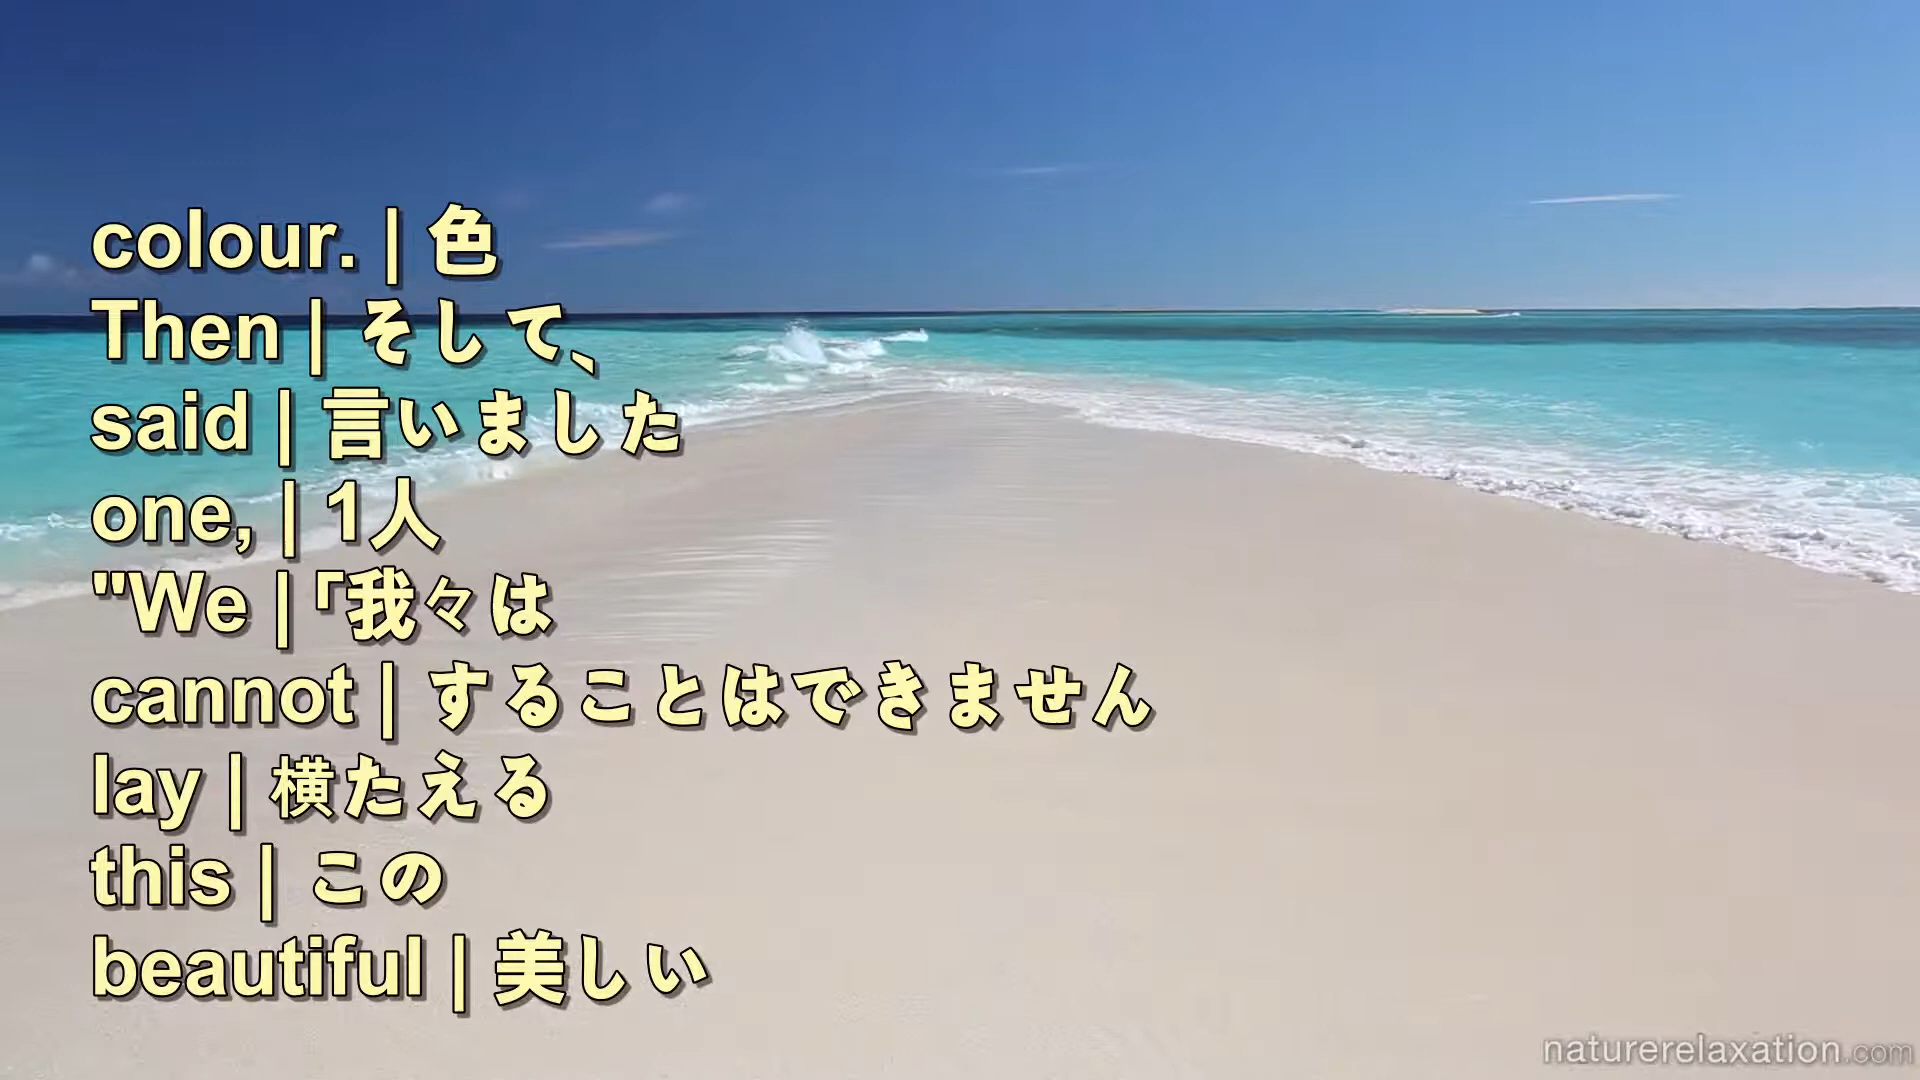 colour. | 色
Then | そして、
said | 言いました
one, | 1人
"We | 「我々は
cannot | することはできません
lay | 横たえる
this | この
beautiful | 美しい
naturerelaxation.com